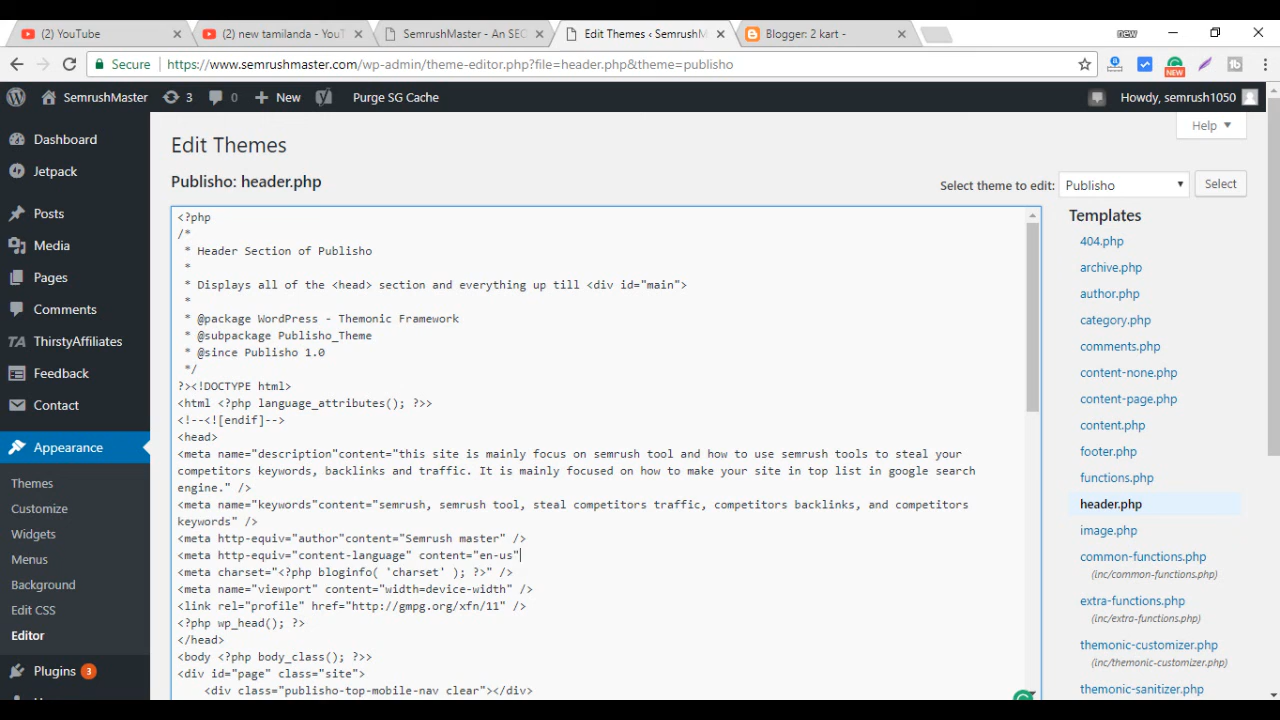 (2) YouTube
(2) new tamilanda - YouT
SemrushMaster - An SEC
Edit Themes ‹ SemrushM
Blogger: 2 kart -
new
Secure
https://www.semrushmaster.com/wp-admin/theme-editor.php?file=header.php&theme=publisho
NEW
SemrushMaster
3
0
New
Purge SG Cache
Howdy, semrush1050
Dashboard
Jetpack
Posts
Media
Pages
Comments
TA ThirstyAffiliates
Feedback
Contact
Appearance
Themes
Customize
Widgets
Menus
Background
Edit CSS
Editor
Plugins 3
Help
Edit Themes
Publisho: header.php
Select theme to edit:
Publisho
Select
<?php
/*
* Header Section of Publisho
*
* Displays all of the <head> section and everything up till <div id="main">
*
* @package WordPress - Themonic Framework
* @subpackage Publisho_Theme
* @since Publisho 1.0
*/
?><!DOCTYPE html>
<html <?php language_attributes(); ?>>
<!--<![endif]-->
<head>
<meta name="description"content="this site is mainly focus on semrush tool and how to use semrush tools to steal your
competitors keywords, backlinks and traffic. It is mainly focused on how to make your site in top list in google search
engine." />
<meta name="keywords"content="semrush, semrush tool, steal competitors traffic, competitors backlinks, and competitors
keywords" />
<meta http-equiv="author"content="Semrush master" />
<meta http-equiv="content-language" content="en-us"
<meta charset="<?php bloginfo( 'charset' ); ?>" />
<meta name="viewport" content="width=device-width" />
<link rel="profile" href="http://gmpg.org/xfn/11" />
<?php wp_head(); ?>
</head>
<body <?php body_class(); ?>>
<div id="page" class="site">
<div class="publisho-top-mobile-nav clear"></div>
Templates
404.php
archive.php
author.php
category.php
comments.php
content-none.php
content-page.php
content.php
footer.php
functions.php
header.php
image.php
common-functions.php
(inc/common-functions.php)
extra-functions.php
(inc/extra-functions.php)
themonic-customizer.php
(inc/themonic-customizer.php)
themonic-sanitizer.php